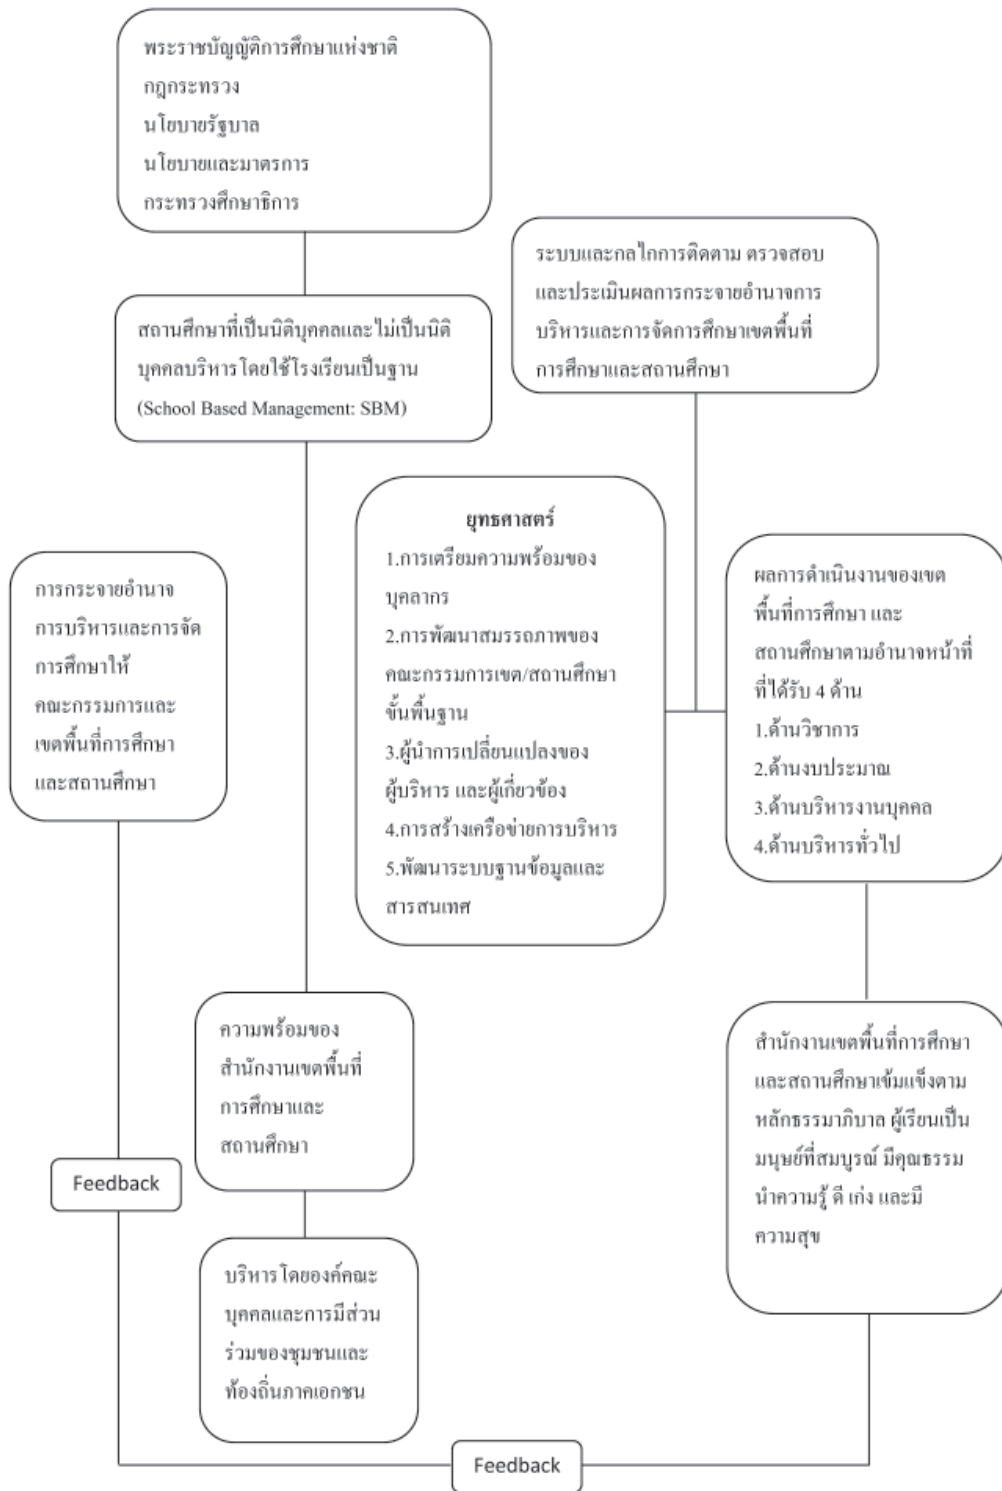 พระราชบัญญัติการศึกษาแห่งชาติ
กฎกระทรวง
นโยบายรัฐบาล
นโยบายและมาตรการ
กระทรวงศึกษาธิการ
ระบบและกลไกการติดตาม ตรวจสอบ
และประเมินผลการกระจายอำนาจการ
บริหารและการจัดการศึกษาเขตพื้นที่
การศึกษาและสถานศึกษา
สถานศึกษาที่เป็นนิติบุคคลและไม่เป็นนิติ
บุคคลบริหารโดยใช้โรงเรียนเป็นฐาน
(School Based Management: SBM)
ยุทธศาสตร์
1.การเตรียมความพร้อมของ
บุคลากร
2.การพัฒนาสมรรถภาพของ
คณะกรรมการเขต/สถานศึกษา
ขั้นพื้นฐาน
3.ผู้นำการเปลี่ยนแปลงของ
ผู้บริหาร และผู้เกี่ยวข้อง
4.การสร้างเครือข่ายการบริหาร
5.พัฒนาระบบฐานข้อมูลและ
สารสนเทศ
การกระจายอำนาจ
การบริหารและการจัด
การศึกษาให้
คณะกรรมการและ
เขตพื้นที่การศึกษา
และสถานศึกษา
ผลการดำเนินงานของเขต
พื้นที่การศึกษา และ
สถานศึกษาตามอำนาจหน้าที่
ที่ได้รับ 4 ด้าน
1.ด้านวิชาการ
2.ด้านงบประมาณ
3.ด้านบริหารงานบุคคล
4.ด้านบริหารทั่วไป
ความพร้อมของ
สำนักงานเขตพื้นที่
การศึกษาและ
สถานศึกษา
สำนักงานเขตพื้นที่การศึกษา
และสถานศึกษาเข้มแข็งตาม
หลักธรรมาภิบาล ผู้เรียนเป็น
มนุษย์ที่สมบูรณ์ มีคุณธรรม
นำความรู้ ดี เก่ง และมี
ความสุข
Feedback
บริหารโดยองค์คณะ
บุคคลและการมีส่วน
ร่วมของชุมชนและ
ท้องถิ่นภาคเอกชน
Feedback